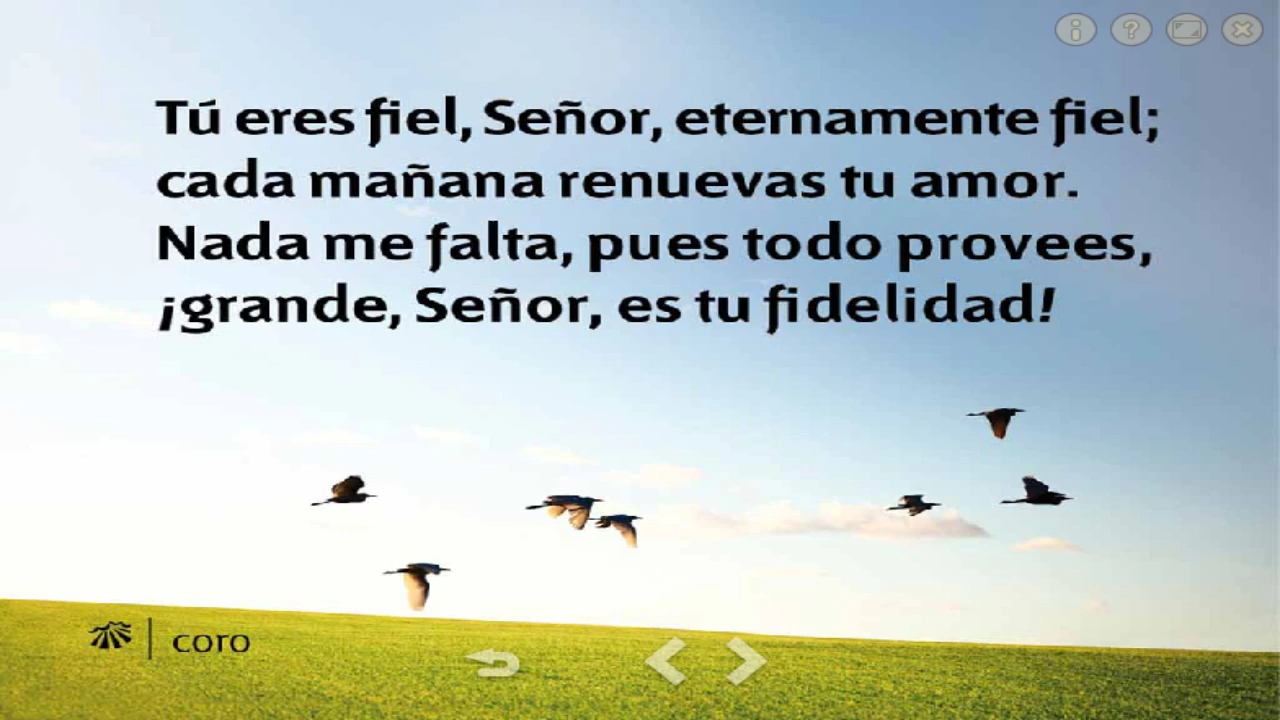 Tú eres fiel, Señor, eternamente fiel;
cada mañana renuevas tu amor.
Nada me falta, pues todo provees,
¡grande, Señor, es tu fidelidad!
coro